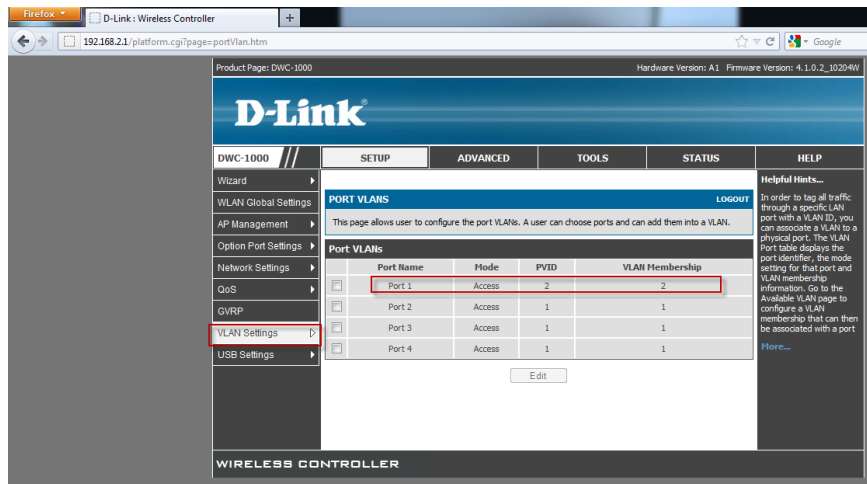 Firefox
D-Link : Wireless Controller
+
192.168.2.1/platform.cgi?page=portVlan.htm
Google
Product Page: DWC-1000
Hardware Version: A1 Firmware Version: 4.1.0.2_10204W
D-Link®
DWC-1000
SETUP
ADVANCED
TOOLS
STATUS
HELP
Wizard
WLAN Global Settings
AP Management
Option Port Settings
Network Settings
QoS
GVRP
VLAN Settings
USB Settings
PORT VLANS
LOGOUT
This page allows user to configure the port VLANs. A user can choose ports and can add them into a VLAN.
Port VLANs
Port Name Mode PVID VLAN Membership
Port 1 Access 2 2
Port 2 Access 1 1
Port 3 Access 1 1
Port 4 Access 1 1
Edit
Helpful Hints...
In order to tag all traffic
through a specific LAN
port with a VLAN ID, you
can associate a VLAN to a
physical port. The VLAN
Port table displays the
port identifier, the mode
setting for that port and
VLAN membership
information. Go to the
Available VLAN page to
configure a VLAN
membership that can then
be associated with a port
More...
WIRELESS CONTROLLER